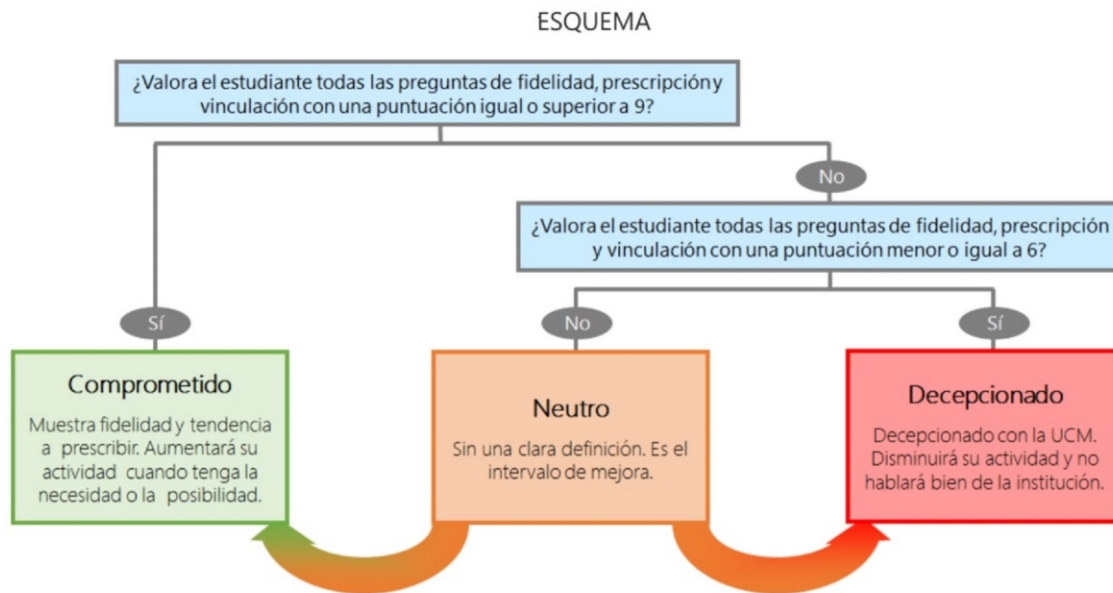 ESQUEMA
¿Valora el estudiante todas las preguntas de fidelidad, prescripción y
vinculación con una puntuación igual o superior a 9?
No
¿Valora el estudiante todas las preguntas de fidelidad, prescripción
y vinculación con una puntuación menor o igual a 6?
Sí
No
Sí
Comprometido
Muestra fidelidad y tendencia
a prescribir. Aumentará su
actividad cuando tenga la
necesidad o la posibilidad.
Neutro
Sin una clara definición. Es el
intervalo de mejora.
Decepcionado
Decepcionado con la UCM.
Disminuirá su actividad y no
hablará bien de la institución.